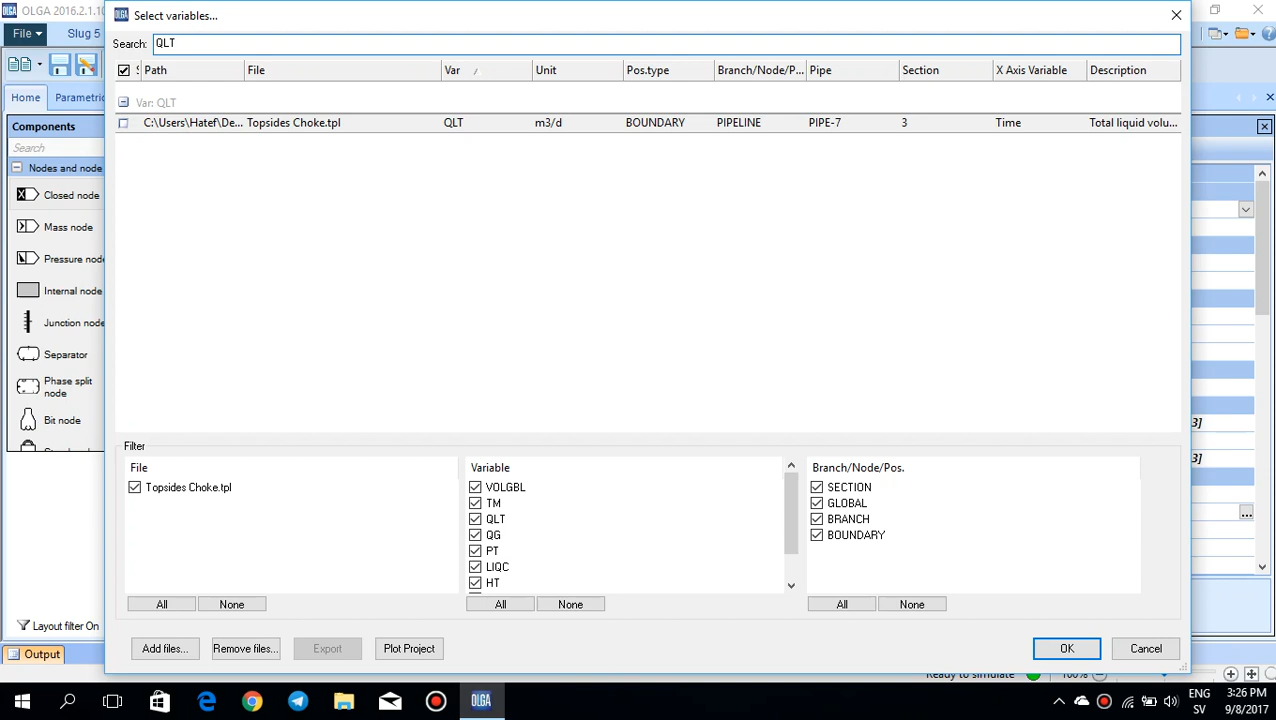 OLGA 2016.2.1.10
Select variables...
File
Slug 5
Search: QLT
Path File Var Unit Pos.type Branch/Node/P... Pipe Section X Axis Variable Description
Home Parametric
Var: QLT
C:\Users\Hatef\De... Topsides Choke.tpl QLT m3/d BOUNDARY PIPELINE PIPE-7 3 Time Total liquid volu...
Components
Search
Nodes and node
Closed node
Mass node
Pressure node
Internal node
Junction node
Separator
Phase split
node
Bit node
3]
3]
...
Filter
File
Topsides Choke.tpl
All None
Variable
VOLGBL
TM
QLT
QG
PT
LIQC
HT
All None
Branch/Node/Pos.
SECTION
GLOBAL
BRANCH
BOUNDARY
All None
Layout filter On
Add files... Remove files... Export Plot Project OK Cancel
Output
Ready to simulate 100%
OLGA
ENG
SV
3:26 PM
9/8/2017